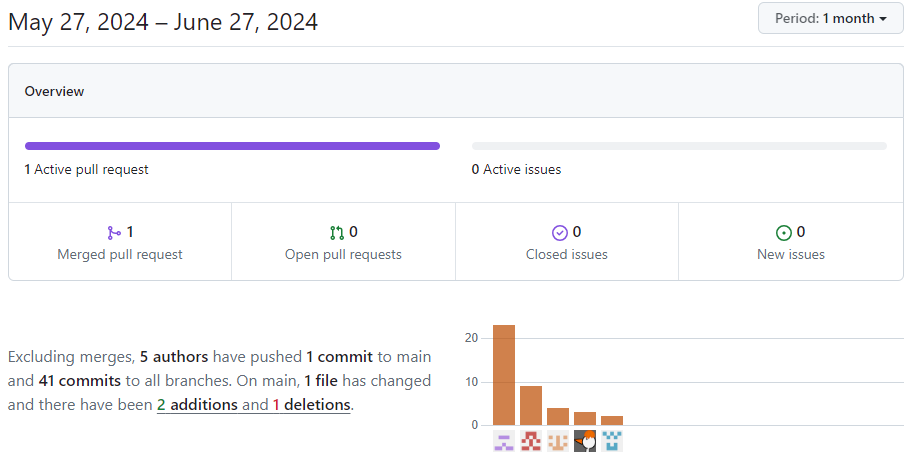 May 27, 2024 – June 27, 2024
Period: 1 month
Overview
1 Active pull request
0 Active issues
1
Merged pull request
0
Open pull requests
0
Closed issues
0
New issues
Excluding merges, 5 authors have pushed 1 commit to main
and 41 commits to all branches. On main, 1 file has changed
and there have been 2 additions and 1 deletions.
20
10
0